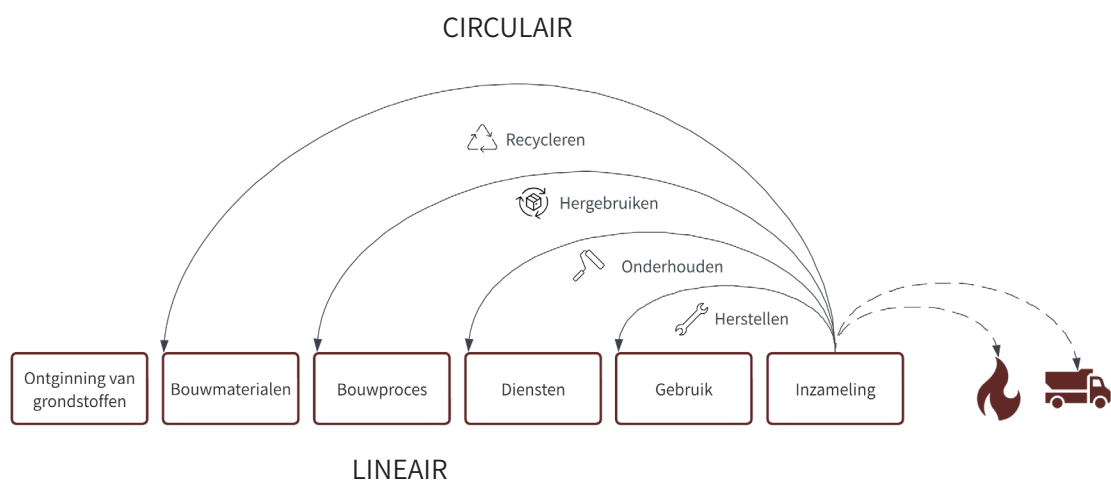 CIRCULAIR
Recycleren
Hergebruiken
Onderhouden
Herstellen
Ontginning van
grondstoffen
Bouwmaterialen
Bouwproces
Diensten
Gebruik
Inzameling
LINEAIR